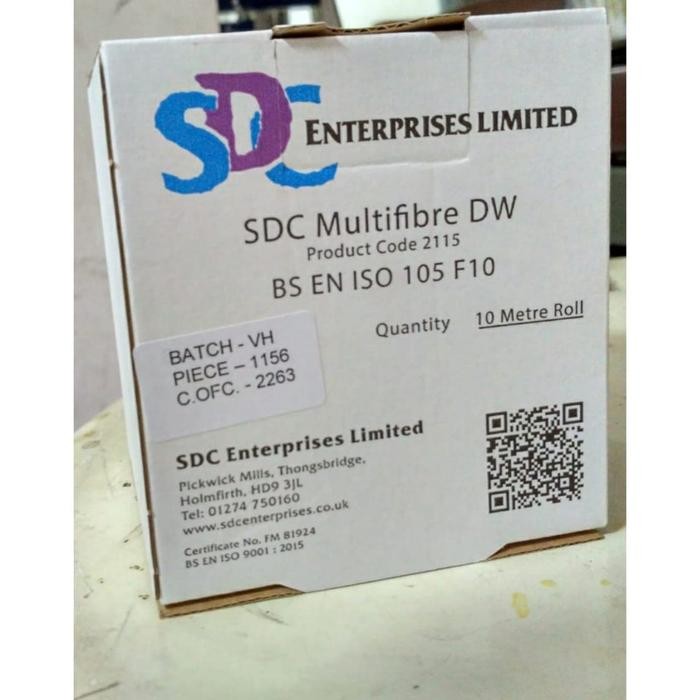 SDC ENTERPRISES LIMITED
SDC Multifibre DW
Product Code 2115
BS EN ISO 105 F10
Quantity 10 Metre Roll
BATCH - VH
PIECE – 1156
C.OFC. - 2263
SDC Enterprises Limited
Pickwick Mills, Thongsbridge,
Holmfirth, HD9 3JL
Tel: 01274 750160
www.sdcenterprises.co.uk
Certificate No. FM 81924
BS EN ISO 9001 : 2015